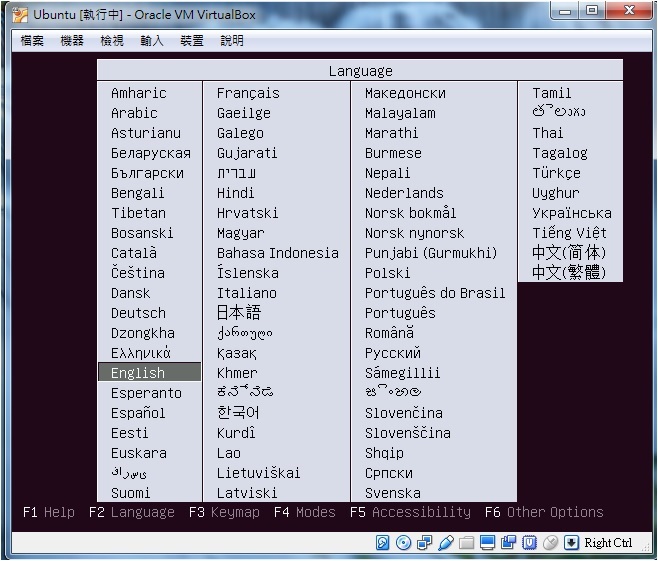 Ubuntu [執行中] - Oracle VM VirtualBox
檔案 機器 檢視 輸入 裝置 說明
Language
Amharic
Arabic
Asturianu
Беларуская
Български
Bengali
Tibetan
Bosanski
Català
Čeština
Dansk
Deutsch
Dzongkha
Ελληνικά
English
Esperanto
Español
Eesti
Euskara
Suomi
Français
Gaeilge
Galego
Gujarati
עברית
Hindi
Hrvatski
Magyar
Bahasa Indonesia
Íslenska
Italiano
日本語
ქართული
Қазақ
Khmer
ಕನ್ನಡ
한국어
Kurdî
Lao
Lietuviškai
Latviski
Македонски
Malayalam
Marathi
Burmese
Nepali
Nederlands
Norsk bokmål
Norsk nynorsk
Punjabi (Gurmukhi)
Polski
Português do Brasil
Português
Română
Русский
Sámegillii
සිංහල
Slovenčina
Slovenščina
Shqip
Српски
Svenska
Tamil
తెలుగు
Thai
Tagalog
Türkçe
Uyghur
Українська
Tiếng Việt
中文(简体)
中文(繁體)
F1 Help F2 Language F3 Keymap F4 Modes F5 Accessibility F6 Other Options
Right Ctrl